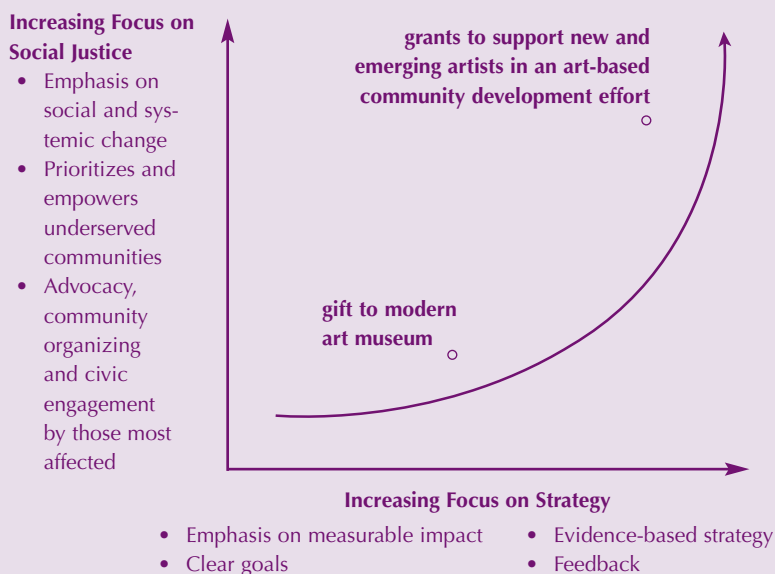 Increasing Focus on
Social Justice
• Emphasis on
social and sys-
temic change
• Prioritizes and
empowers
underserved
communities
• Advocacy,
community
organizing
and civic
engagement
by those most
affected
grants to support new and
emerging artists in an art-based
community development effort
gift to modern
art museum
Increasing Focus on Strategy
• Emphasis on measurable impact
• Clear goals
• Evidence-based strategy
• Feedback